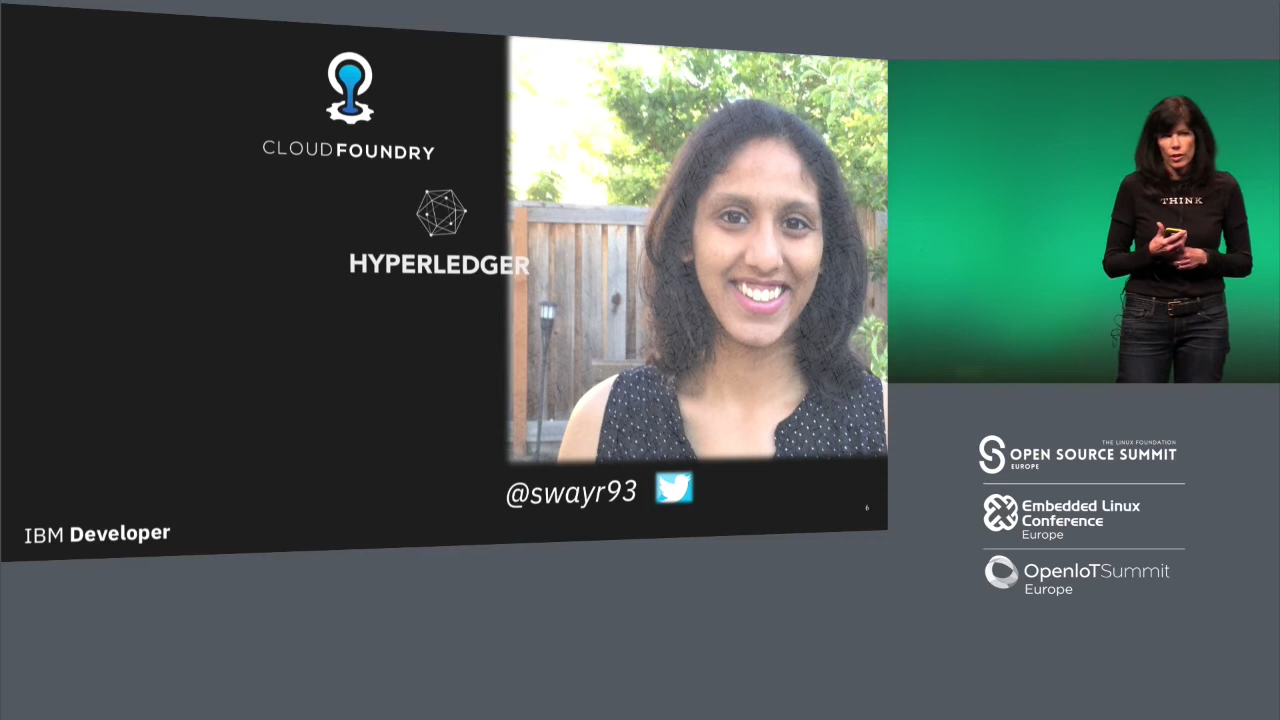 CLOUDFOUNDRY
HYPERLEDGER
@swayr93
6
IBM Developer
THINK
THE LINUX FOUNDATION
OPEN SOURCE SUMMIT
EUROPE
Embedded Linux
Conference
Europe
OpenIoTSummit
Europe